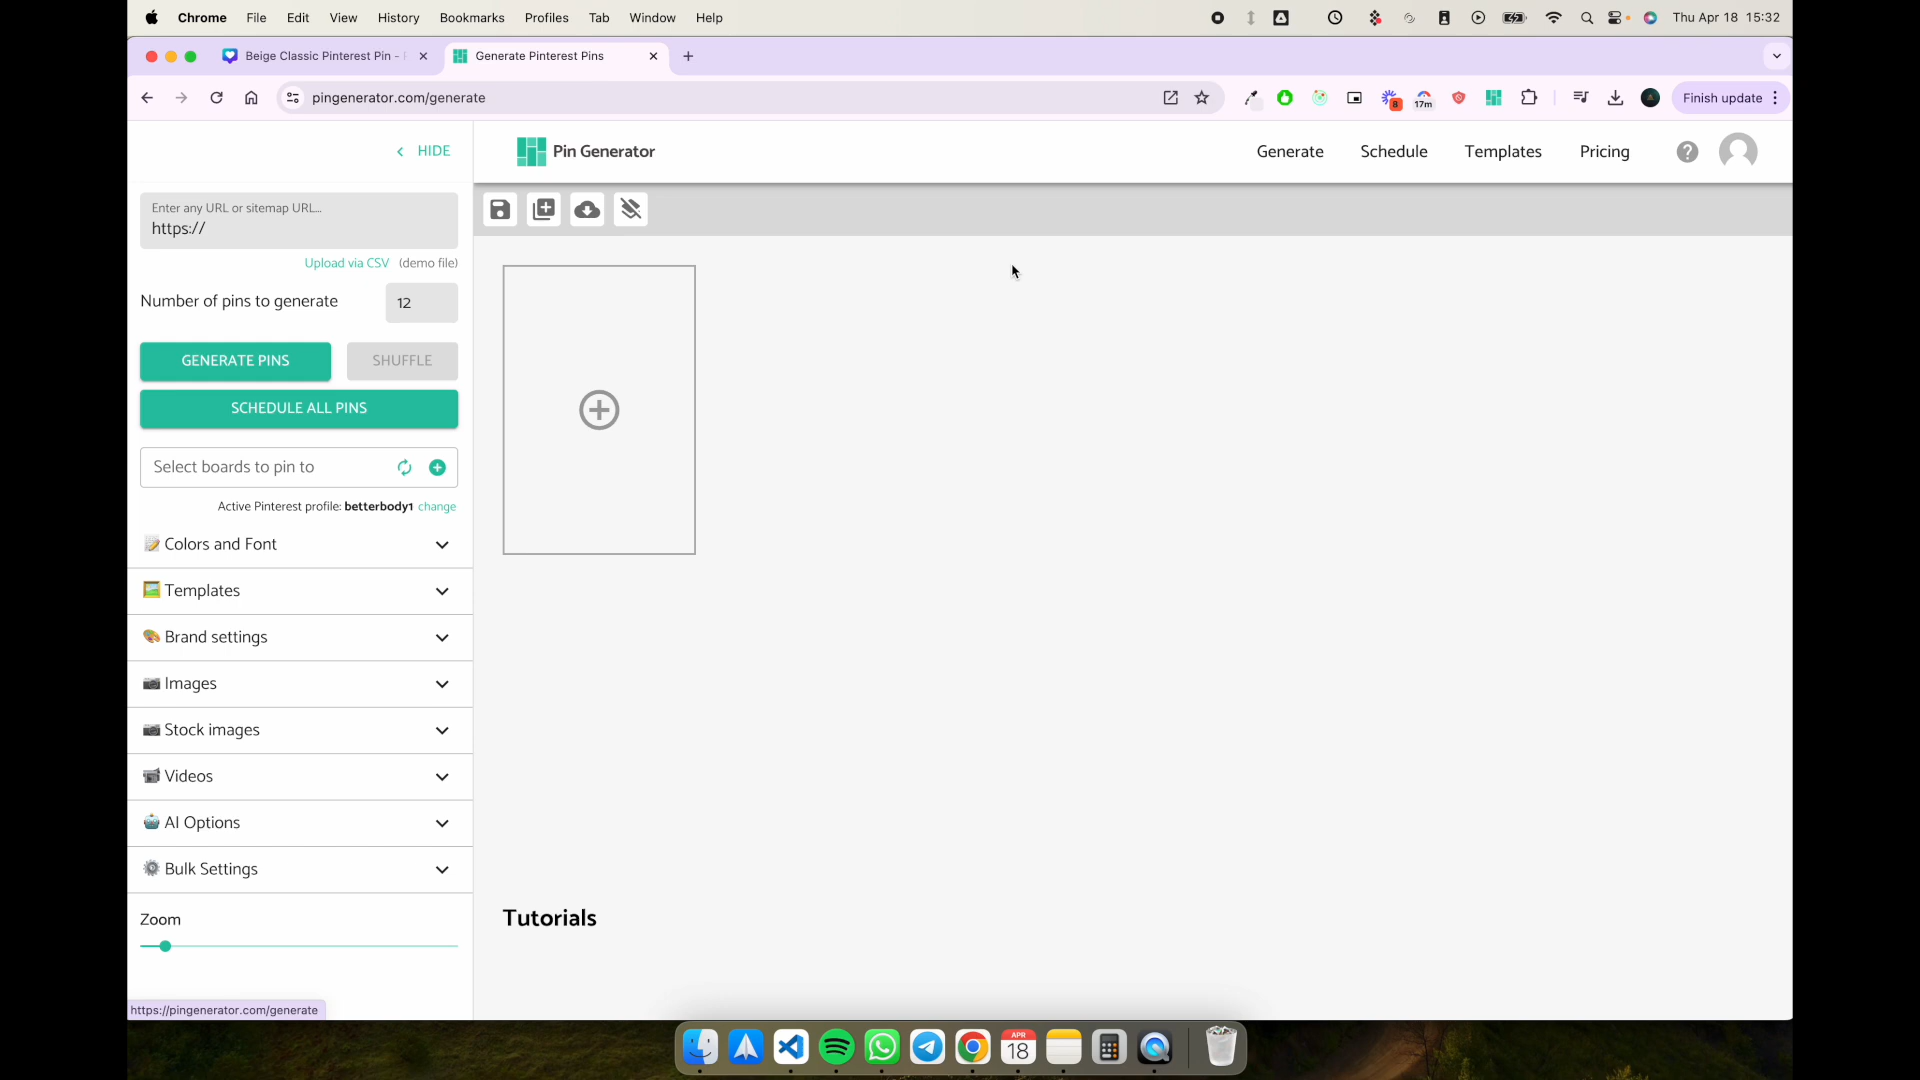 Chrome File Edit View History Bookmarks Profiles Tab Window Help Thu Apr 18 15:32
Beige Classic Pinterest Pin - Generate Pinterest Pins
pingenerator.com/generate 8 17m Finish update
HIDE Pin Generator Generate Schedule Templates Pricing
Enter any URL or sitemap URL...
https://
Upload via CSV (demo file)
Number of pins to generate 12
GENERATE PINS SHUFFLE
SCHEDULE ALL PINS
Select boards to pin to
Active Pinterest profile: betterbody1 change
Colors and Font
Templates
Brand settings
Images
Stock images
Videos
AI Options
Bulk Settings
Zoom
Tutorials
https://pingenerator.com/generate
APR
18